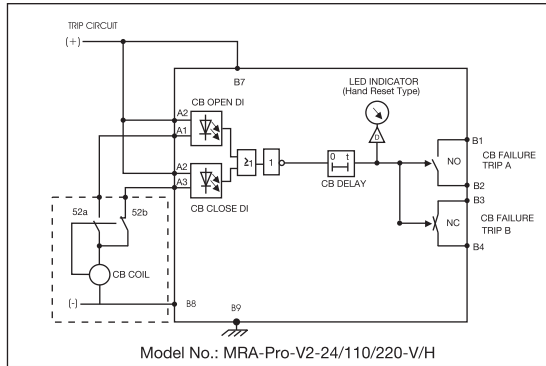 TRIP CIRCUIT
(+)
B7
CB OPEN DI
LED INDICATOR
(Hand Reset Type)
A2
A1
D
≥1
1
0 t
CB DELAY
B1
NO
CB FAILURE
TRIP A
B2
A2
A3
CB CLOSE DI
B3
NC
CB FAILURE
TRIP B
B4
52a
52b
CB COIL
(-)
B8
B9
Model No.: MRA-Pro-V2-24/110/220-V/H